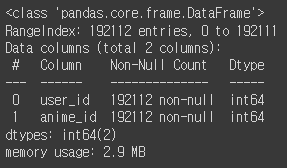 <class 'pandas.core.frame.DataFrame'>
RangeIndex: 192112 entries, 0 to 192111
Data columns (total 2 columns):
 #   Column    Non-Null Count   Dtype
---  ------    --------------   -----
 0   user_id   192112 non-null  int64
 1   anime_id  192112 non-null  int64
dtypes: int64(2)
memory usage: 2.9 MB